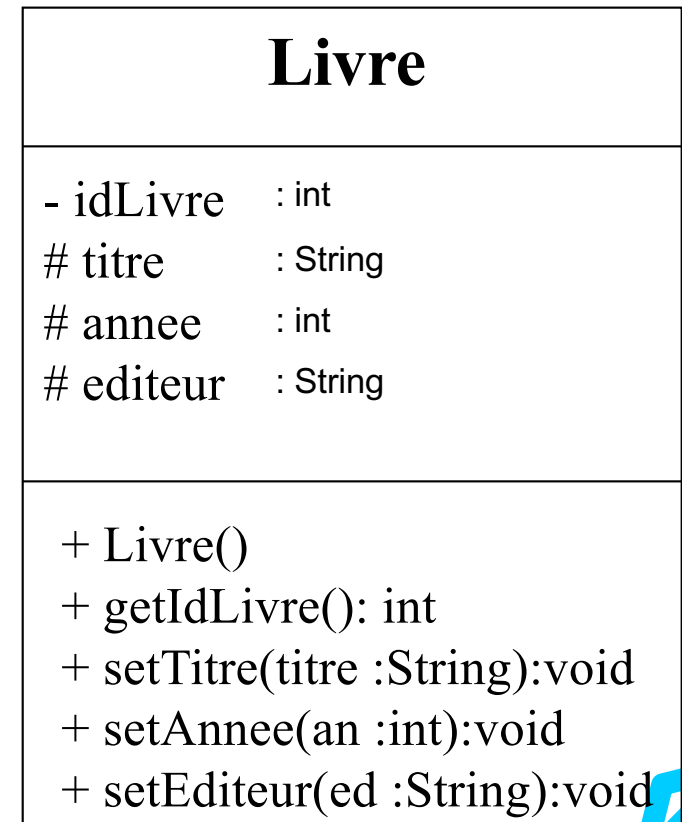 Livre
- idLivre : int
# titre : String
# annee : int
# editeur : String
+ Livre()
+ getIdLivre(): int
+ setTitre(titre :String):void
+ setAnnee(an :int):void
+ setEditeur(ed :String):void